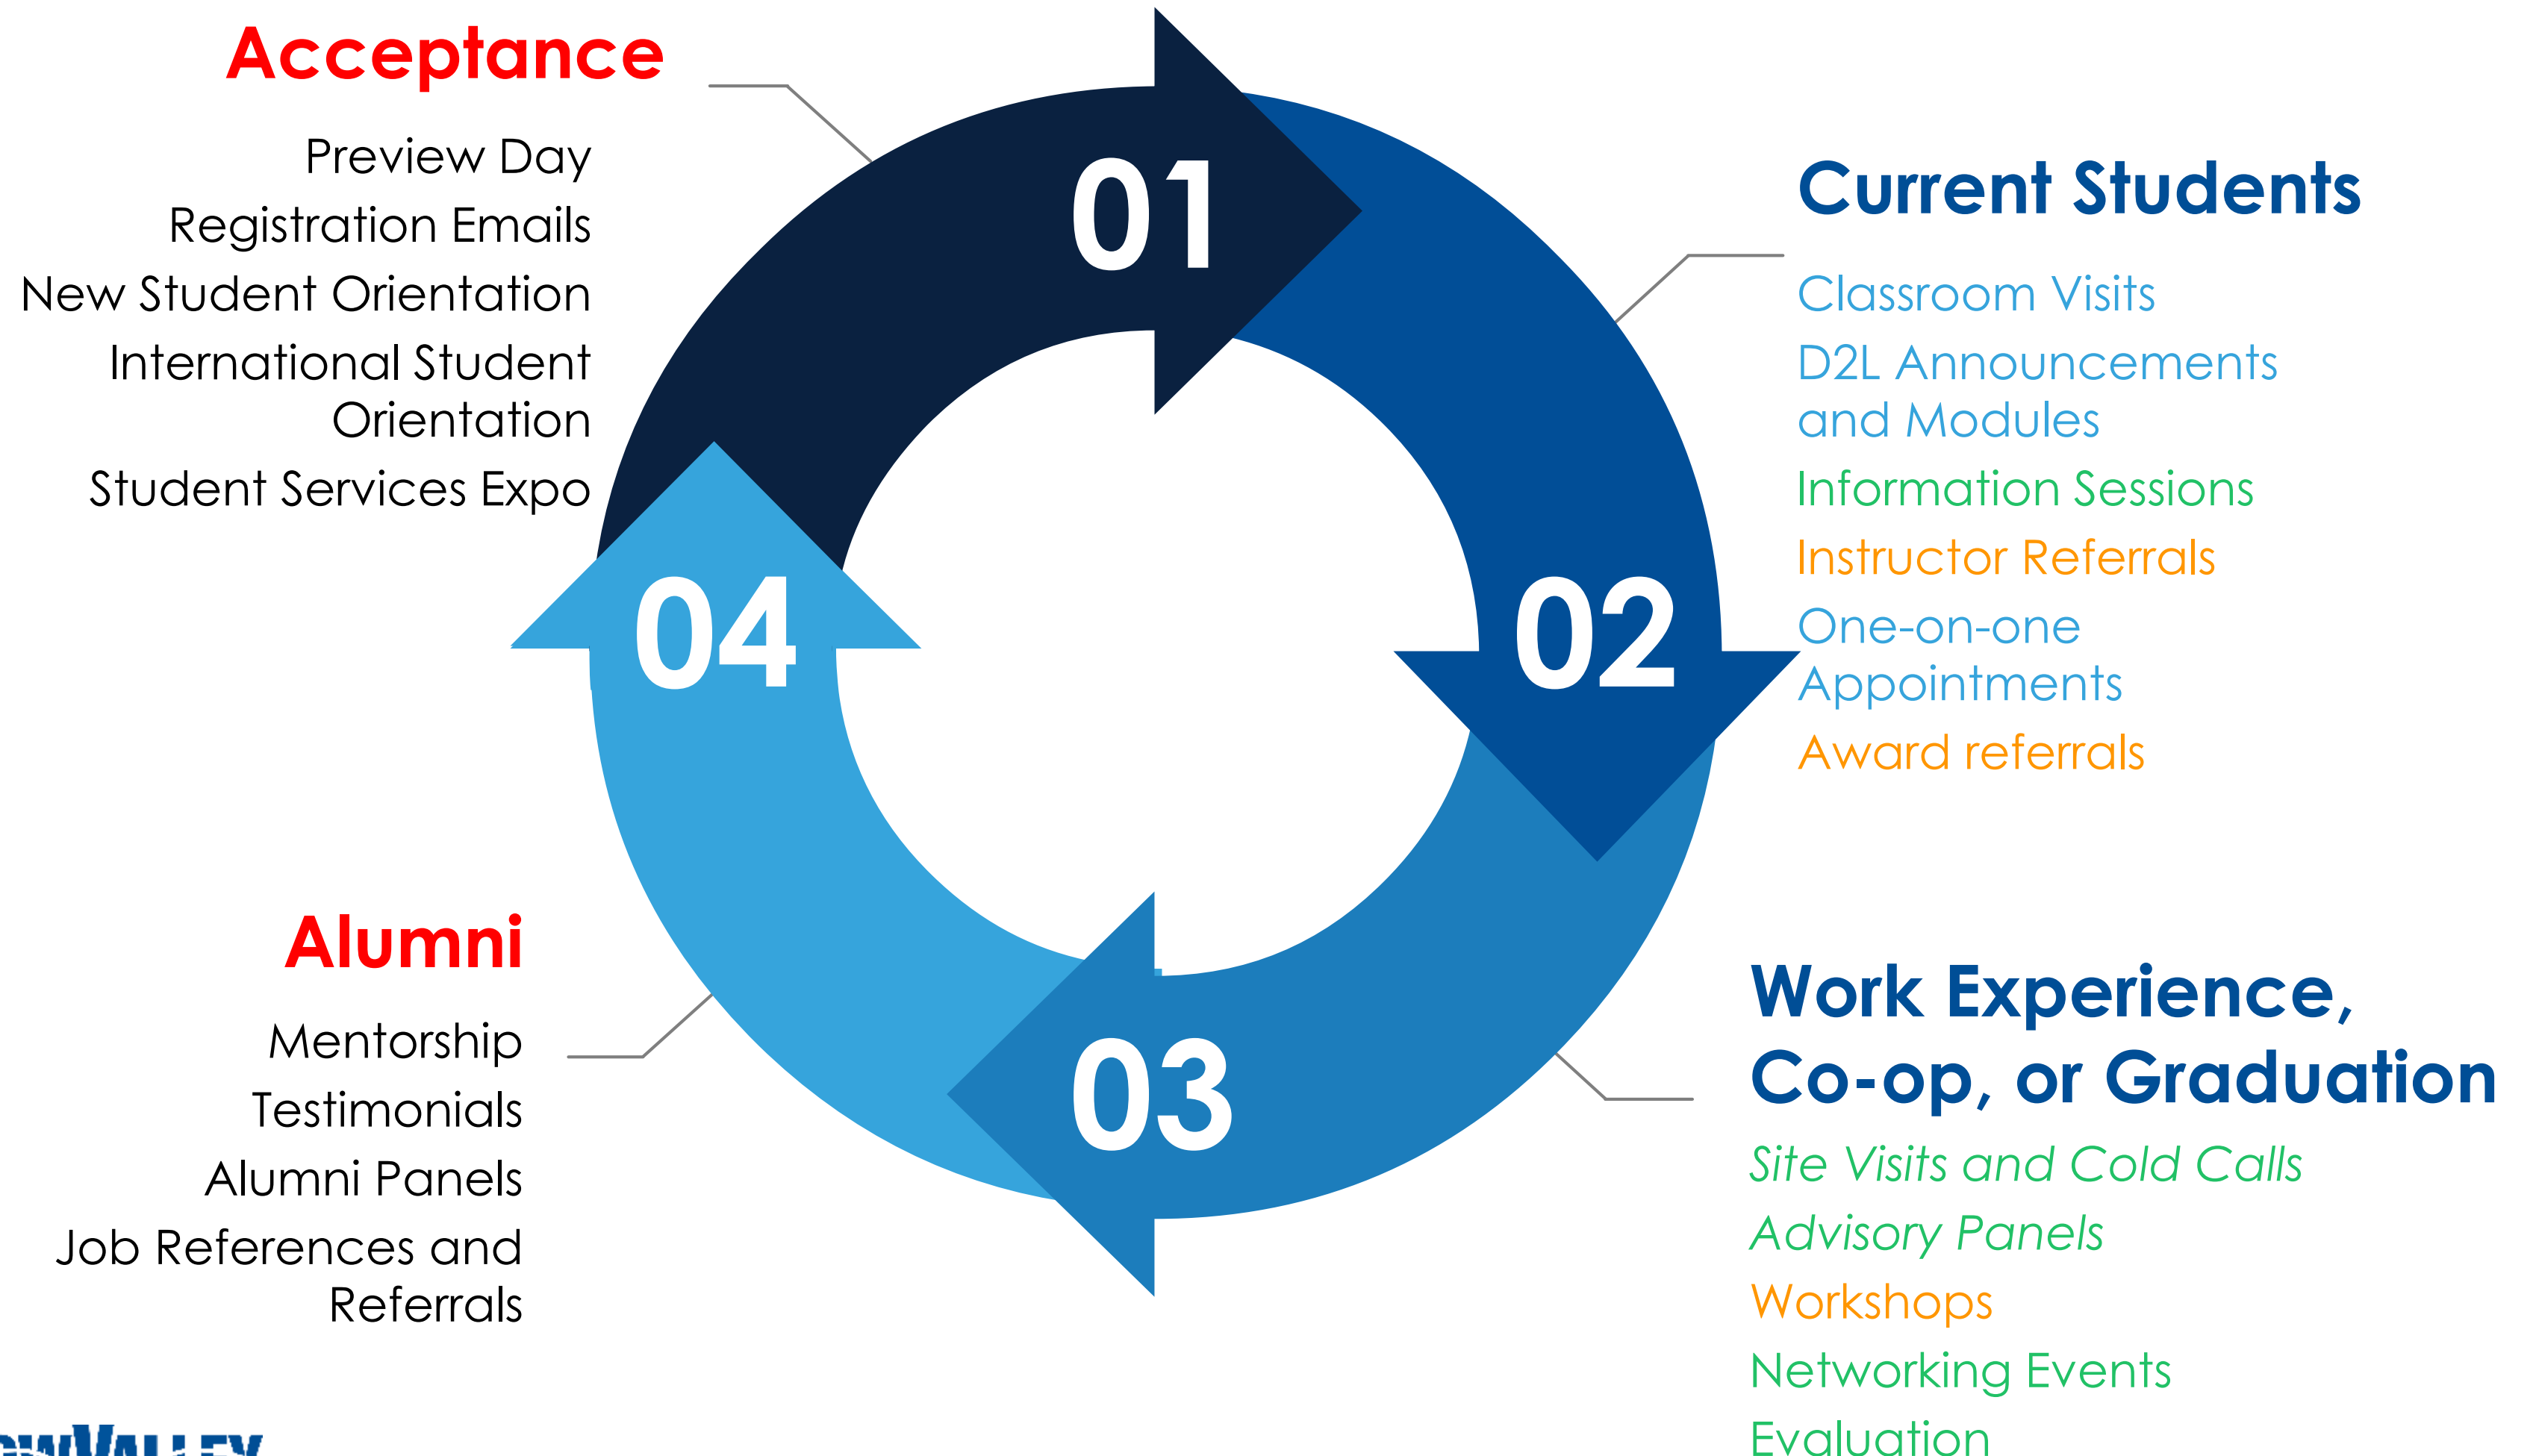 Acceptance
Preview Day
Registration Emails
New Student Orientation
International Student
Orientation
Student Services Expo
01
Current Students
Classroom Visits
D2L Announcements
and Modules
Information Sessions
Instructor Referrals
One-on-one
Appointments
Award referrals
02
Work Experience,
Co-op, or Graduation
Site Visits and Cold Calls
Advisory Panels
Workshops
Networking Events
Evaluation
03
Alumni
Mentorship
Testimonials
Alumni Panels
Job References and
Referrals
04